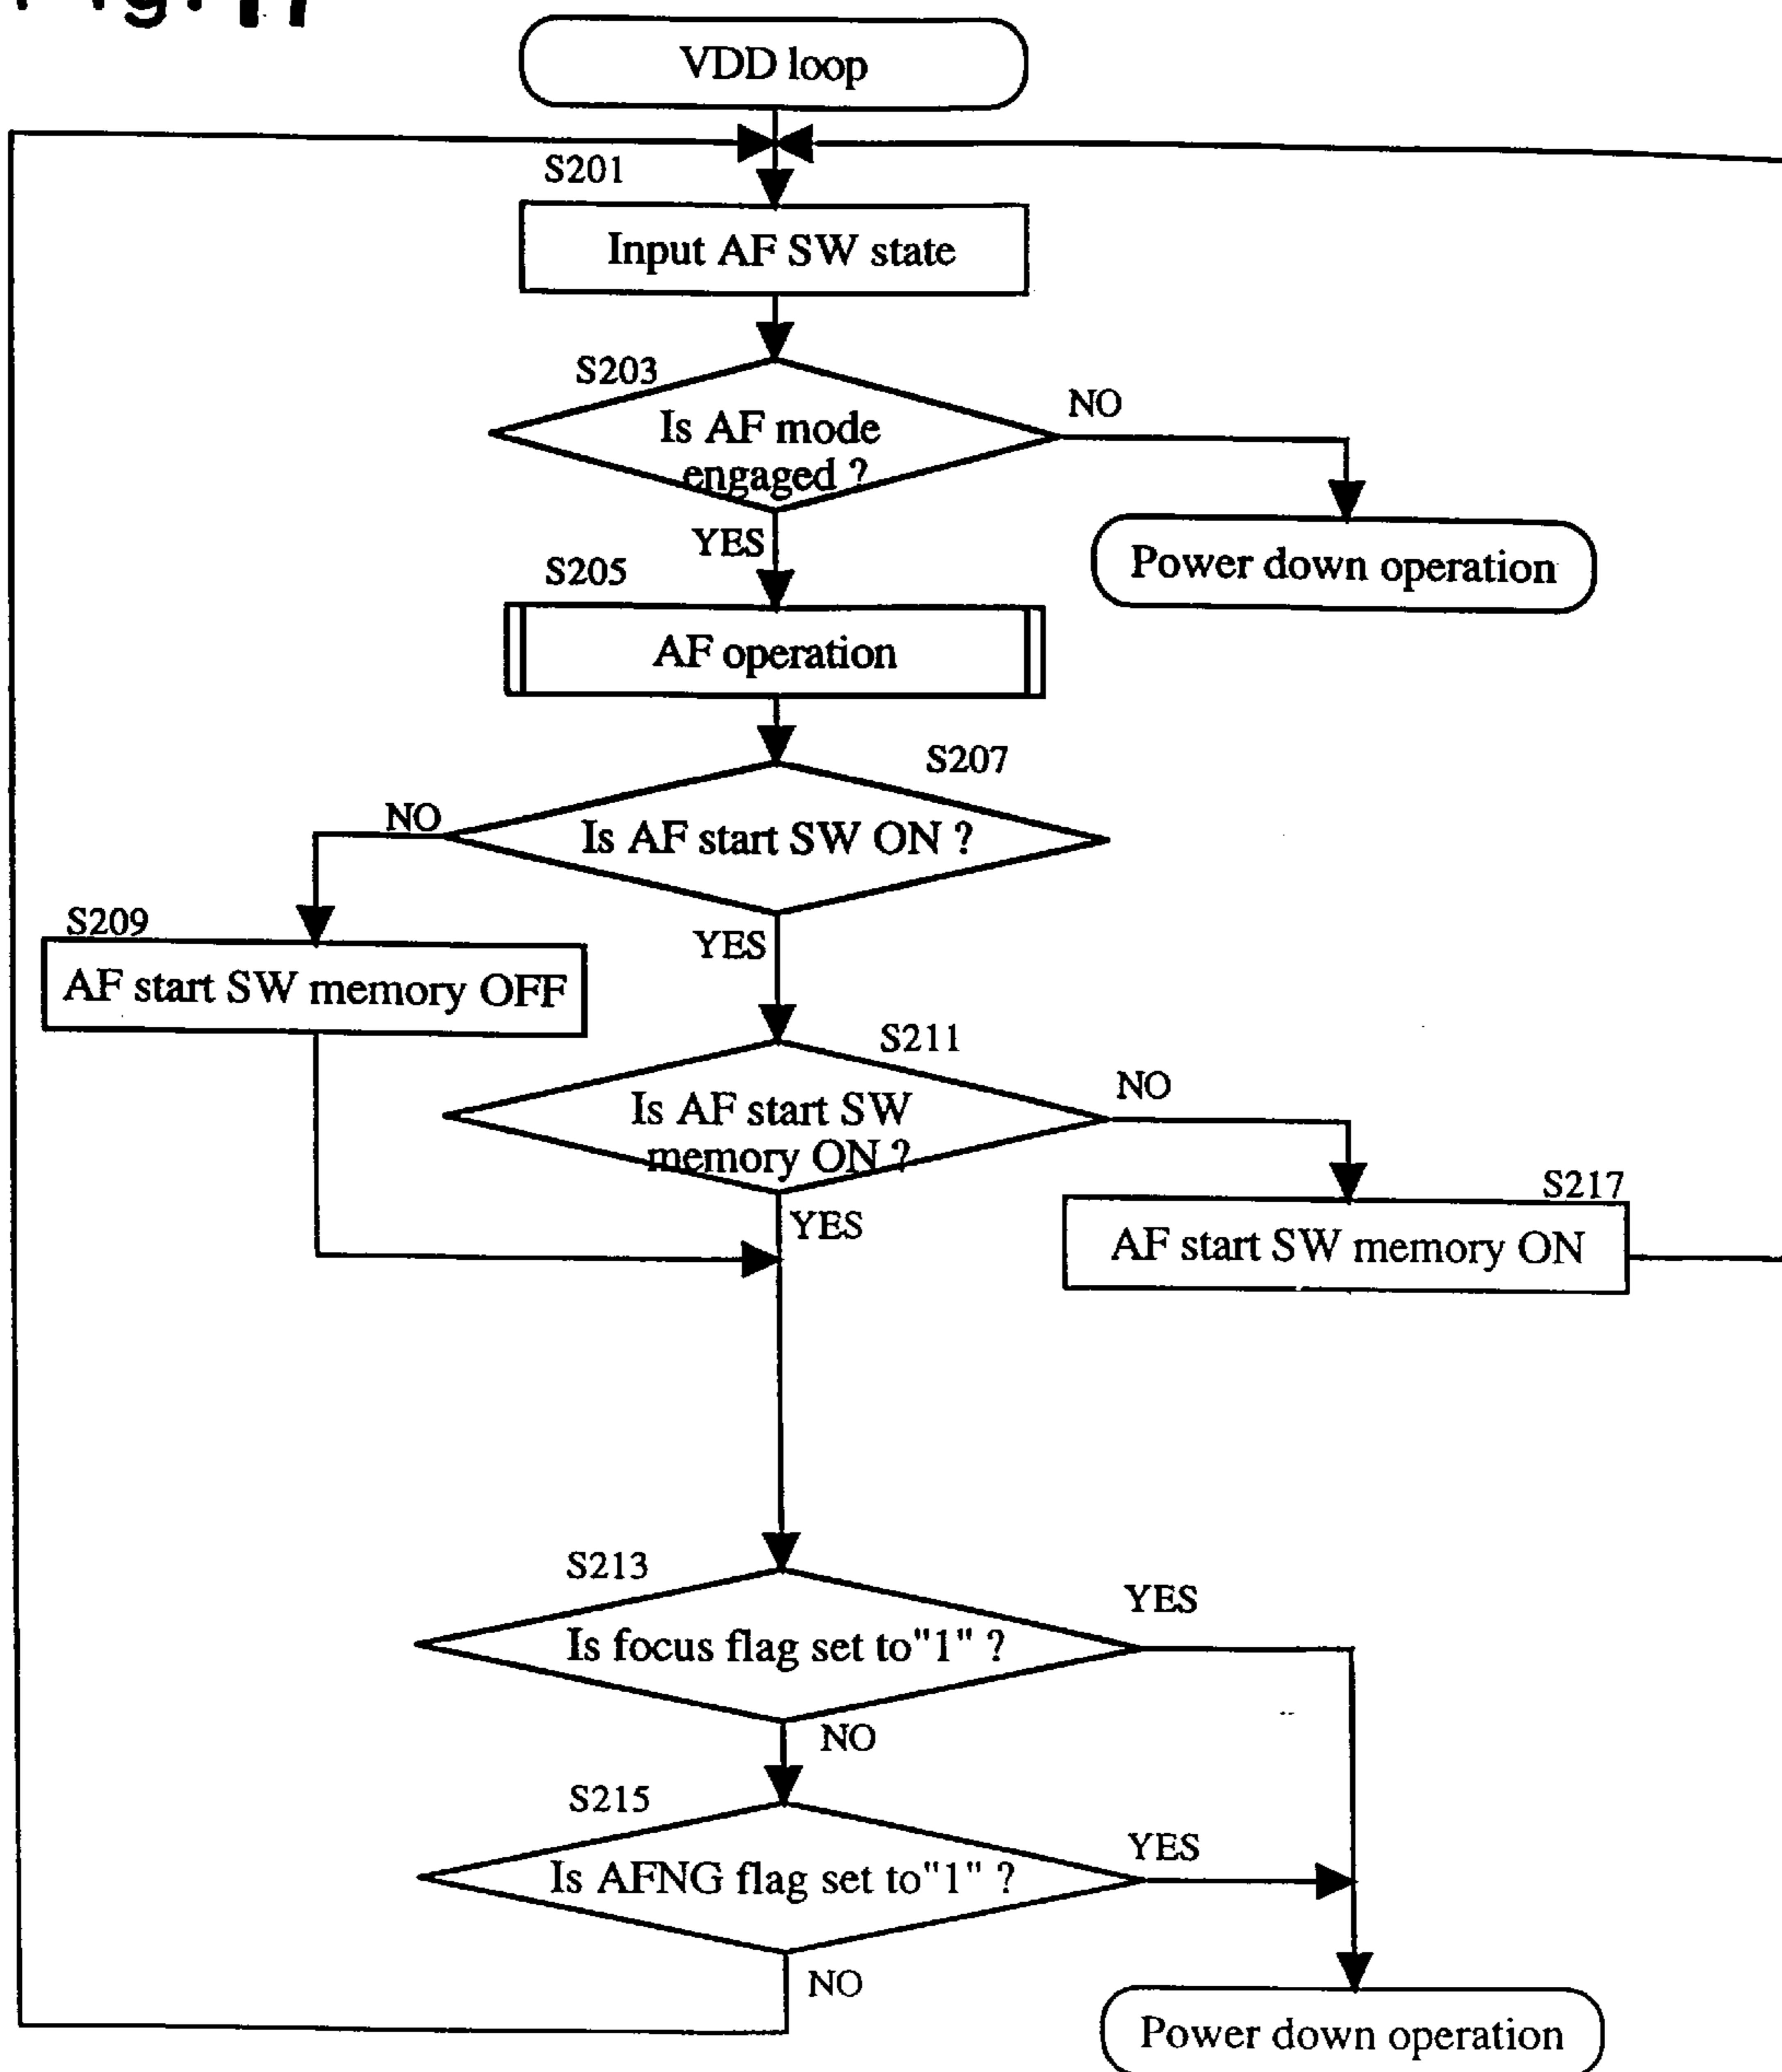 VDD loop
S201
Input AF SW state
S203
Is AF mode
engaged ?
NO
YES
Power down operation
S205
AF operation
S207
NO
Is AF start SW ON ?
S209
YES
AF start SW memory OFF
S211
NO
Is AF start SW
memory ON ?
S217
YES
AF start SW memory ON
S213
YES
Is focus flag set to"1" ?
NO
S215
YES
Is AFNG flag set to"1" ?
NO
Power down operation